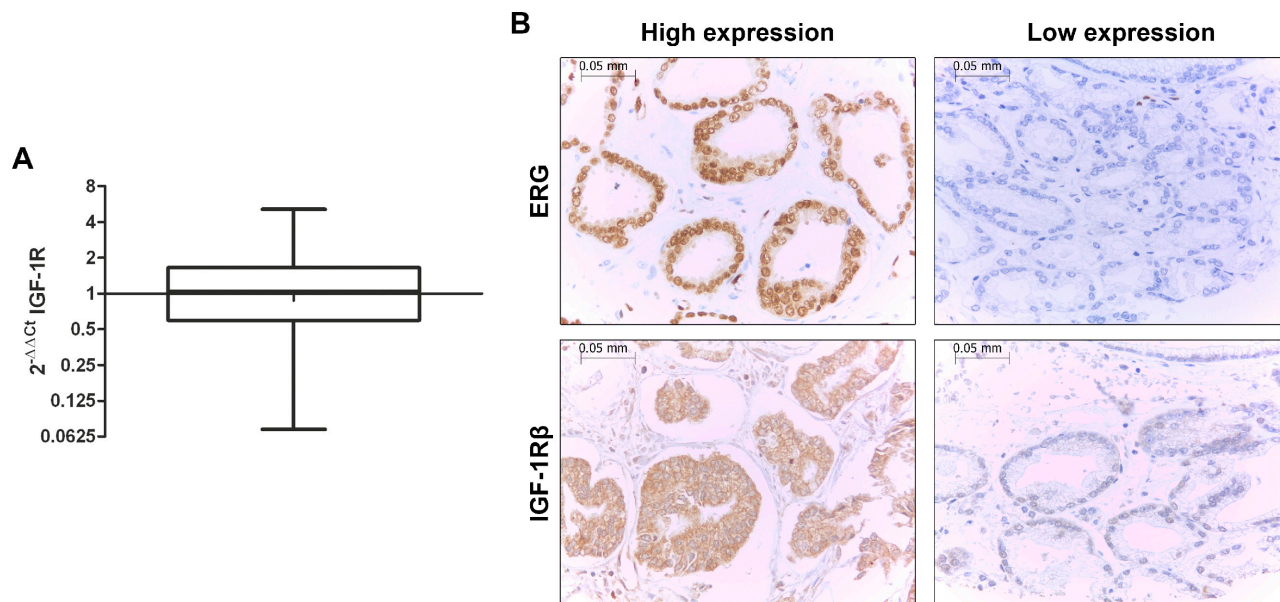 A
8
4
2
1
0.5
0.25
0.125
0.0625
2-ΔΔCt IGF-1R
B
High expression
Low expression
ERG
0.05 mm
0.05 mm
IGF-1Rβ
0.05 mm
0.05 mm